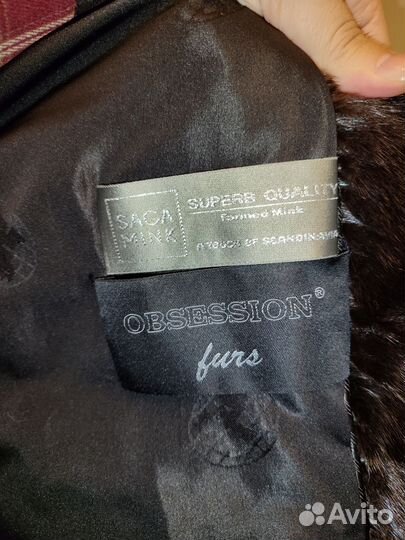 SAGA
MINK
SUPERB QUALITY
farmed Mink
A TOUCH OF SCANDINAVIA
OBSESSION®
furs
Avito